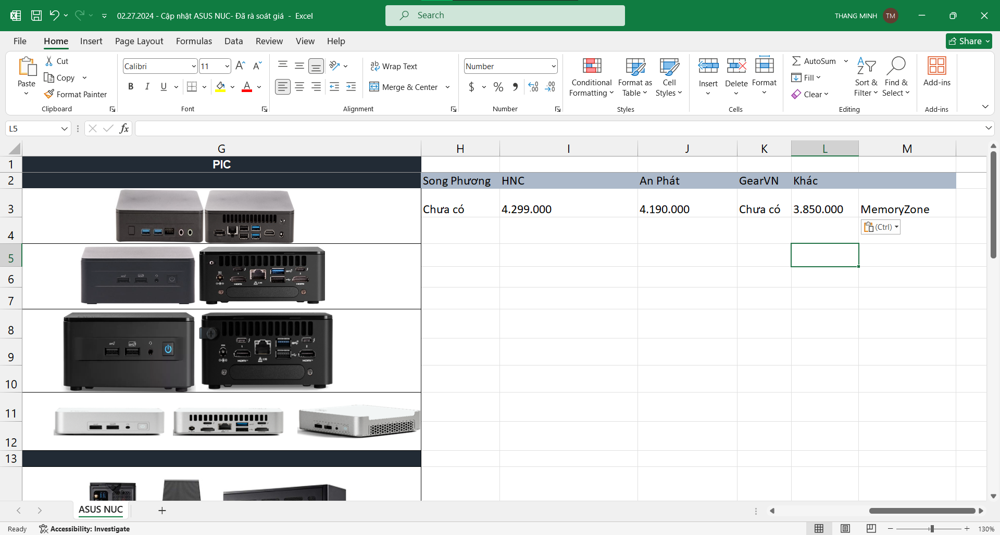 02.27.2024 - Cập nhật ASUS NUC- Đã rà soát giá - Excel
Search
THANG MINH TM
File Home Insert Page Layout Formulas Data Review View Help
Share
Paste
Cut
Copy
Format Painter
Clipboard
Calibri 11
B I U
Font
Wrap Text
Merge & Center
Alignment
Number
$ % 
Number
Conditional Formatting
Format as Table
Cell Styles
Styles
Insert Delete Format
Cells
AutoSum
Fill
Clear
Sort & Filter
Find & Select
Editing
Add-ins
Add-ins
L5
fx
G H I J K L M
1 PIC
2 Song Phương HNC An Phát GearVN Khác
3 Chưa có 4.299.000 4.190.000 Chưa có 3.850.000 MemoryZone
(Ctrl)
4
5
6
7
8
9
10
11
12
13
ASUS NUC
Ready Accessibility: Investigate
130%